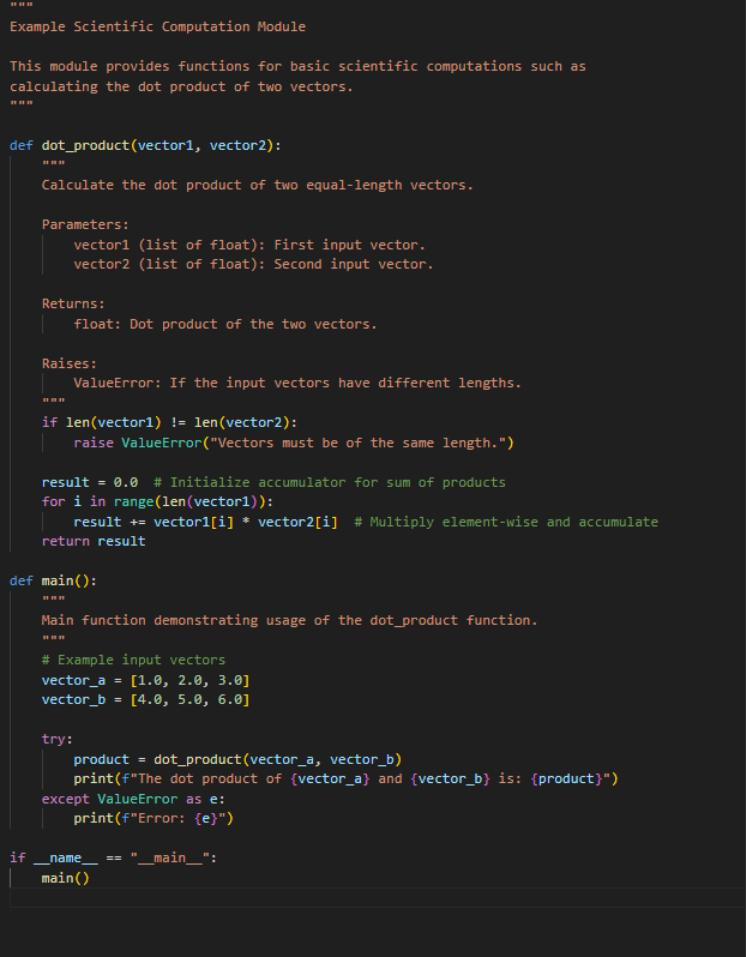 """
Example Scientific Computation Module

This module provides functions for basic scientific computations such as
calculating the dot product of two vectors.
"""

def dot_product(vector1, vector2):
    """
    Calculate the dot product of two equal-length vectors.

    Parameters:
        vector1 (list of float): First input vector.
        vector2 (list of float): Second input vector.

    Returns:
        float: Dot product of the two vectors.

    Raises:
        ValueError: If the input vectors have different lengths.
    """
    if len(vector1) != len(vector2):
        raise ValueError("Vectors must be of the same length.")

    result = 0.0  # Initialize accumulator for sum of products
    for i in range(len(vector1)):
        result += vector1[i] * vector2[i]  # Multiply element-wise and accumulate
    return result

def main():
    """
    Main function demonstrating usage of the dot_product function.
    """
    # Example input vectors
    vector_a = [1.0, 2.0, 3.0]
    vector_b = [4.0, 5.0, 6.0]

    try:
        product = dot_product(vector_a, vector_b)
        print(f"The dot product of {vector_a} and {vector_b} is: {product}")
    except ValueError as e:
        print(f"Error: {e}")

if __name__ == "__main__":
    main()